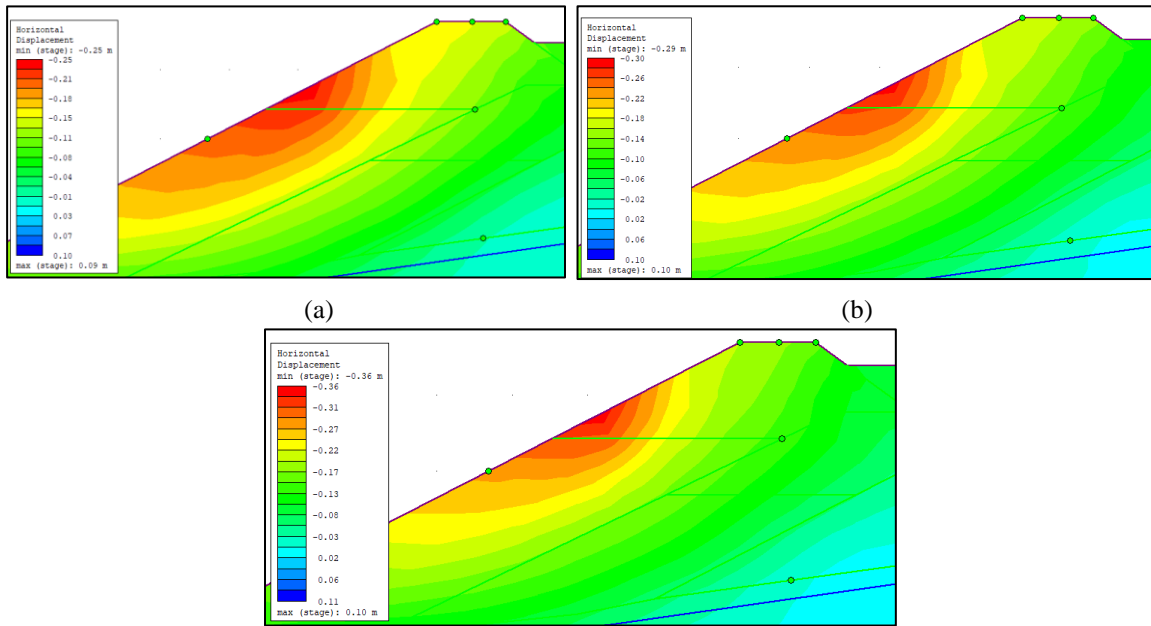 Horizontal
Displacement
min (stage): -0.25 m
-0.25
-0.21
-0.18
-0.15
-0.11
-0.08
-0.04
-0.01
0.03
0.07
0.10
max (stage): 0.09 m
(a)
Horizontal
Displacement
min (stage): -0.29 m
-0.30
-0.26
-0.22
-0.18
-0.14
-0.10
-0.06
-0.02
0.02
0.06
0.10
max (stage): 0.10 m
(b)
Horizontal
Displacement
min (stage): -0.36 m
-0.36
-0.31
-0.27
-0.22
-0.17
-0.13
-0.08
-0.03
0.02
0.06
0.11
max (stage): 0.10 m